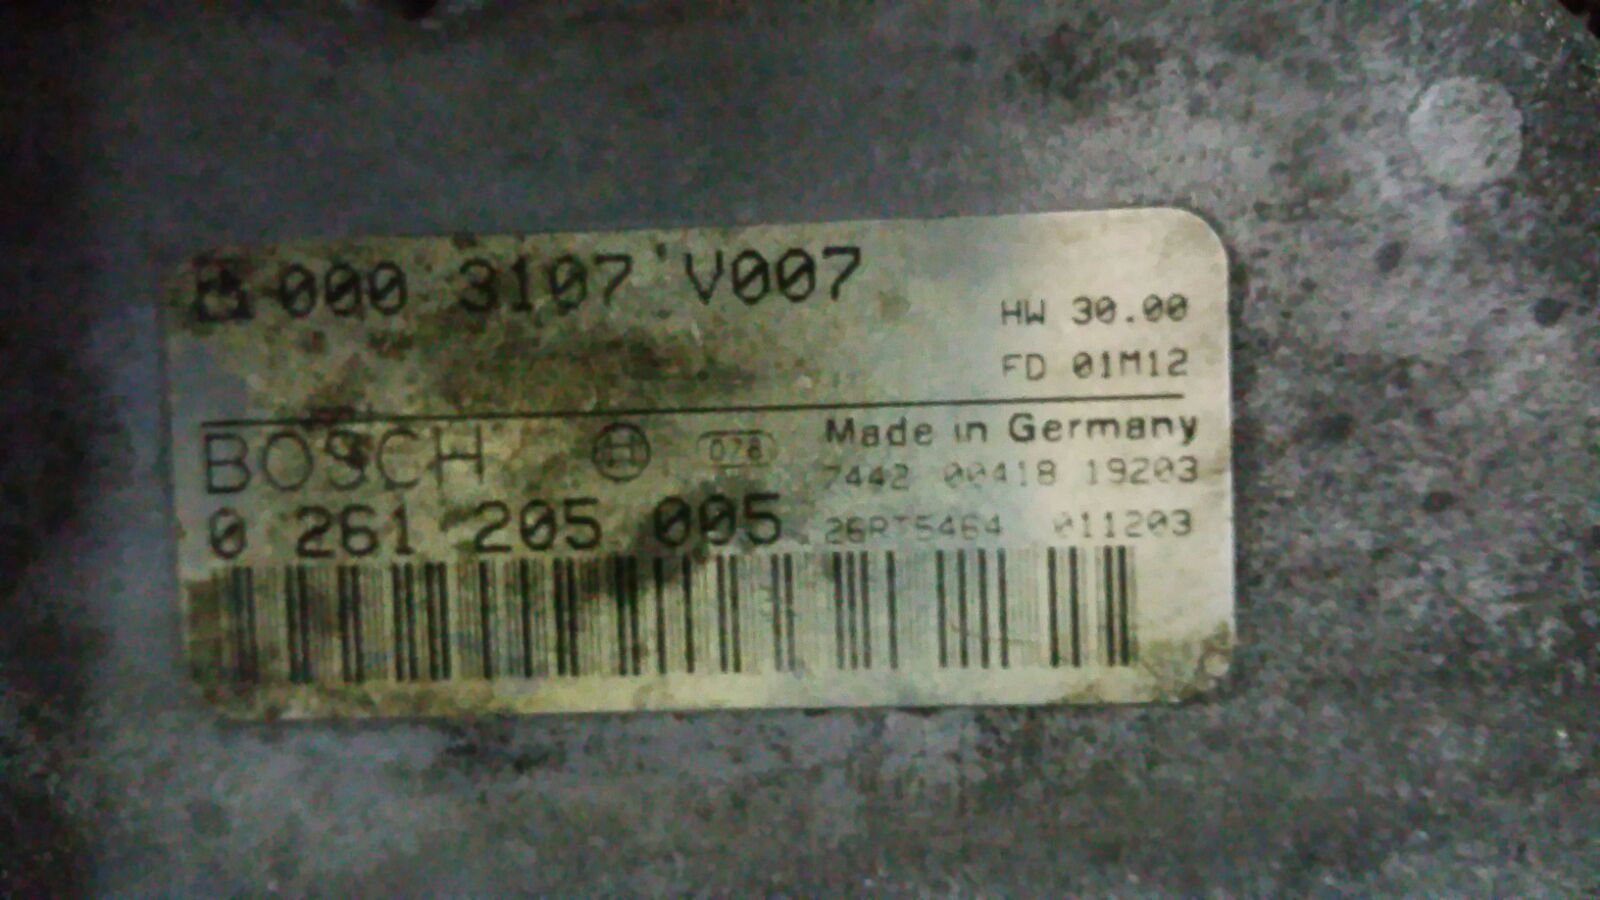 000 3107 V007
HW 30.00
FD 01M12
BOSCH
078
Made in Germany
7442 00418 19203
0 261 205 005
26RT5464 011203